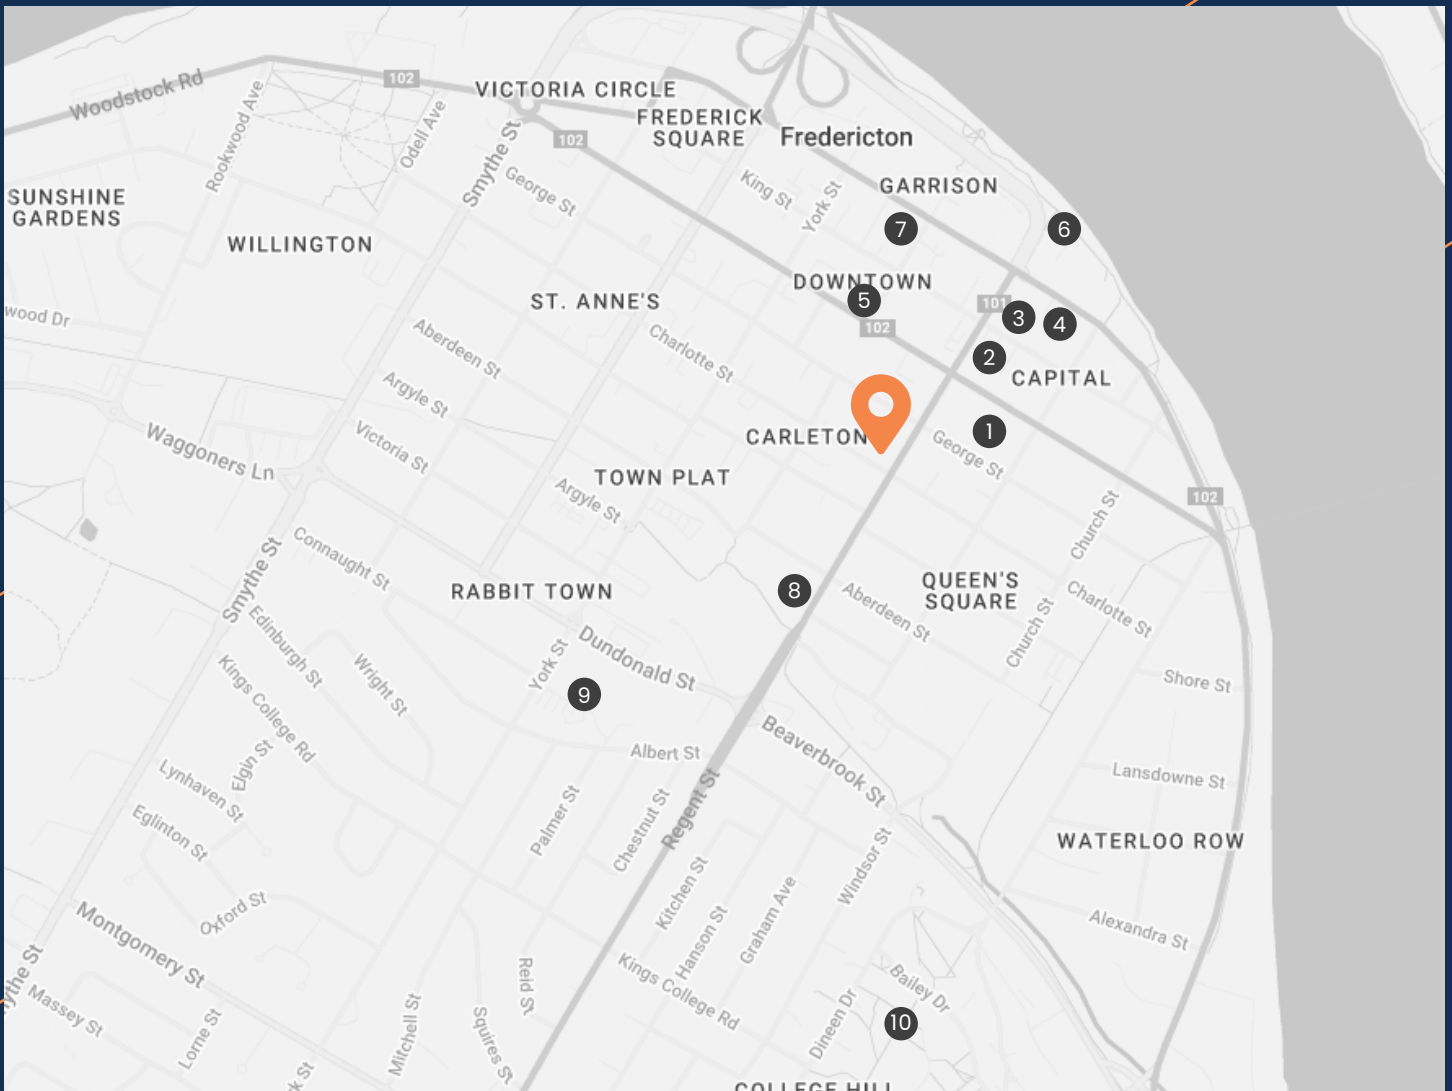 102
Woodstock Rd
VICTORIA CIRCLE
FREDERICK
SQUARE
Fredericton
102
Rookwood Ave
Odell Ave
Smythe St
George St
King St
York St
GARRISON
SUNSHINE
GARDENS
WILLINGTON
7
6
DOWNTOWN
5
102
101
3
4
ST. ANNE'S
wood Dr
Aberdeen St
Charlotte St
2
CAPITAL
Argyle St
Victoria St
Waggoners Ln
CARLETON
1
George St
TOWN PLAT
Argyle St
102
Church St
Connaught St
Smythe St
RABBIT TOWN
8
Aberdeen St
QUEEN'S
SQUARE
Charlotte St
Church St
Edinburgh St
Wright St
Kings College Rd
Dundonald St
York St
9
Shore St
Albert St
Beaverbrook St
Lansdowne St
Elgin St
Lynhaven St
Eglinton St
Palmer St
Chestnut St
Regent St
Windsor St
WATERLOO ROW
Kitchen St
Hanson St
Graham Ave
Oxford St
Montgomery St
Alexandra St
ythe St
Massey St
Lorne St
Mitchell St
Reid St
Squires St
Kings College Rd
Dineen Dr
Bailey Dr
10
k St
COLLEGE HILL